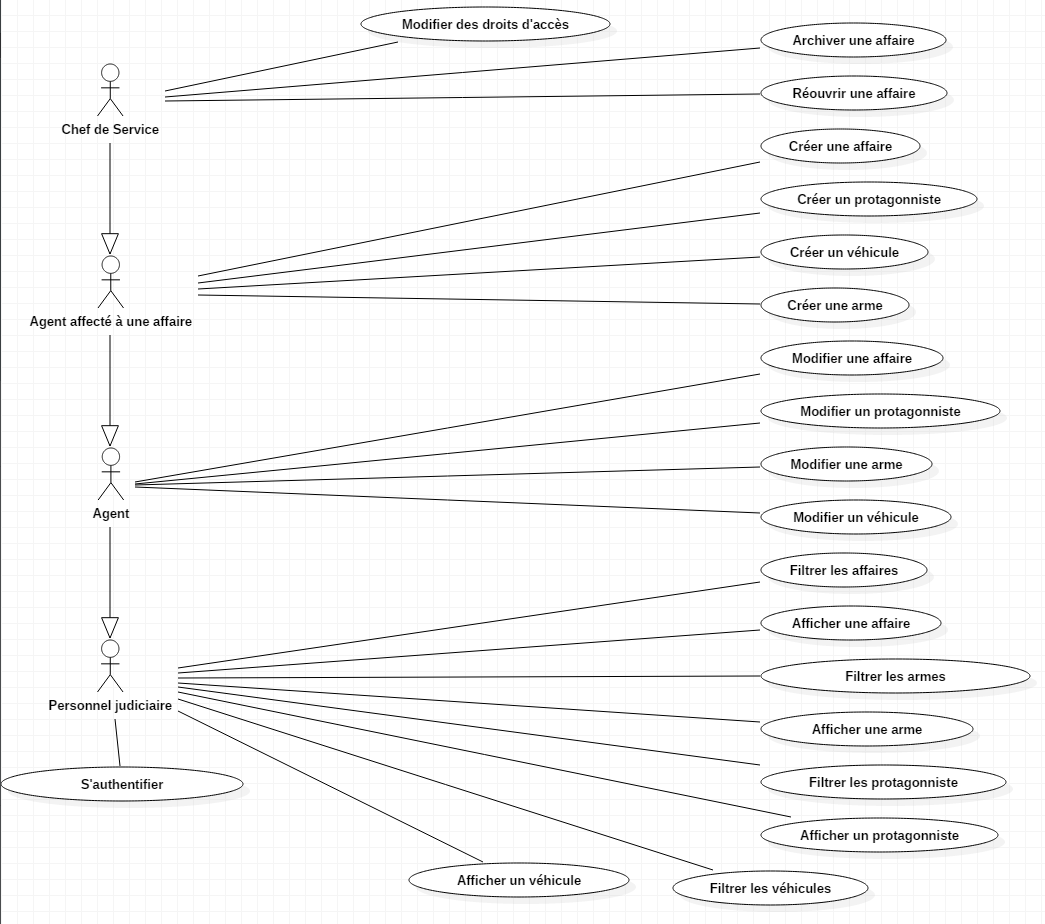 Modifier des droits d'accès
Archiver une affaire
Réouvrir une affaire
Chef de Service
Créer une affaire
Créer un protagonniste
Créer un véhicule
Créer une arme
Agent affecté à une affaire
Modifier une affaire
Modifier un protagonniste
Modifier une arme
Modifier un véhicule
Agent
Filtrer les affaires
Afficher une affaire
Filtrer les armes
Afficher une arme
Filtrer les protagonniste
Afficher un protagonniste
Personnel judiciaire
S'authentifier
Afficher un véhicule
Filtrer les véhicules